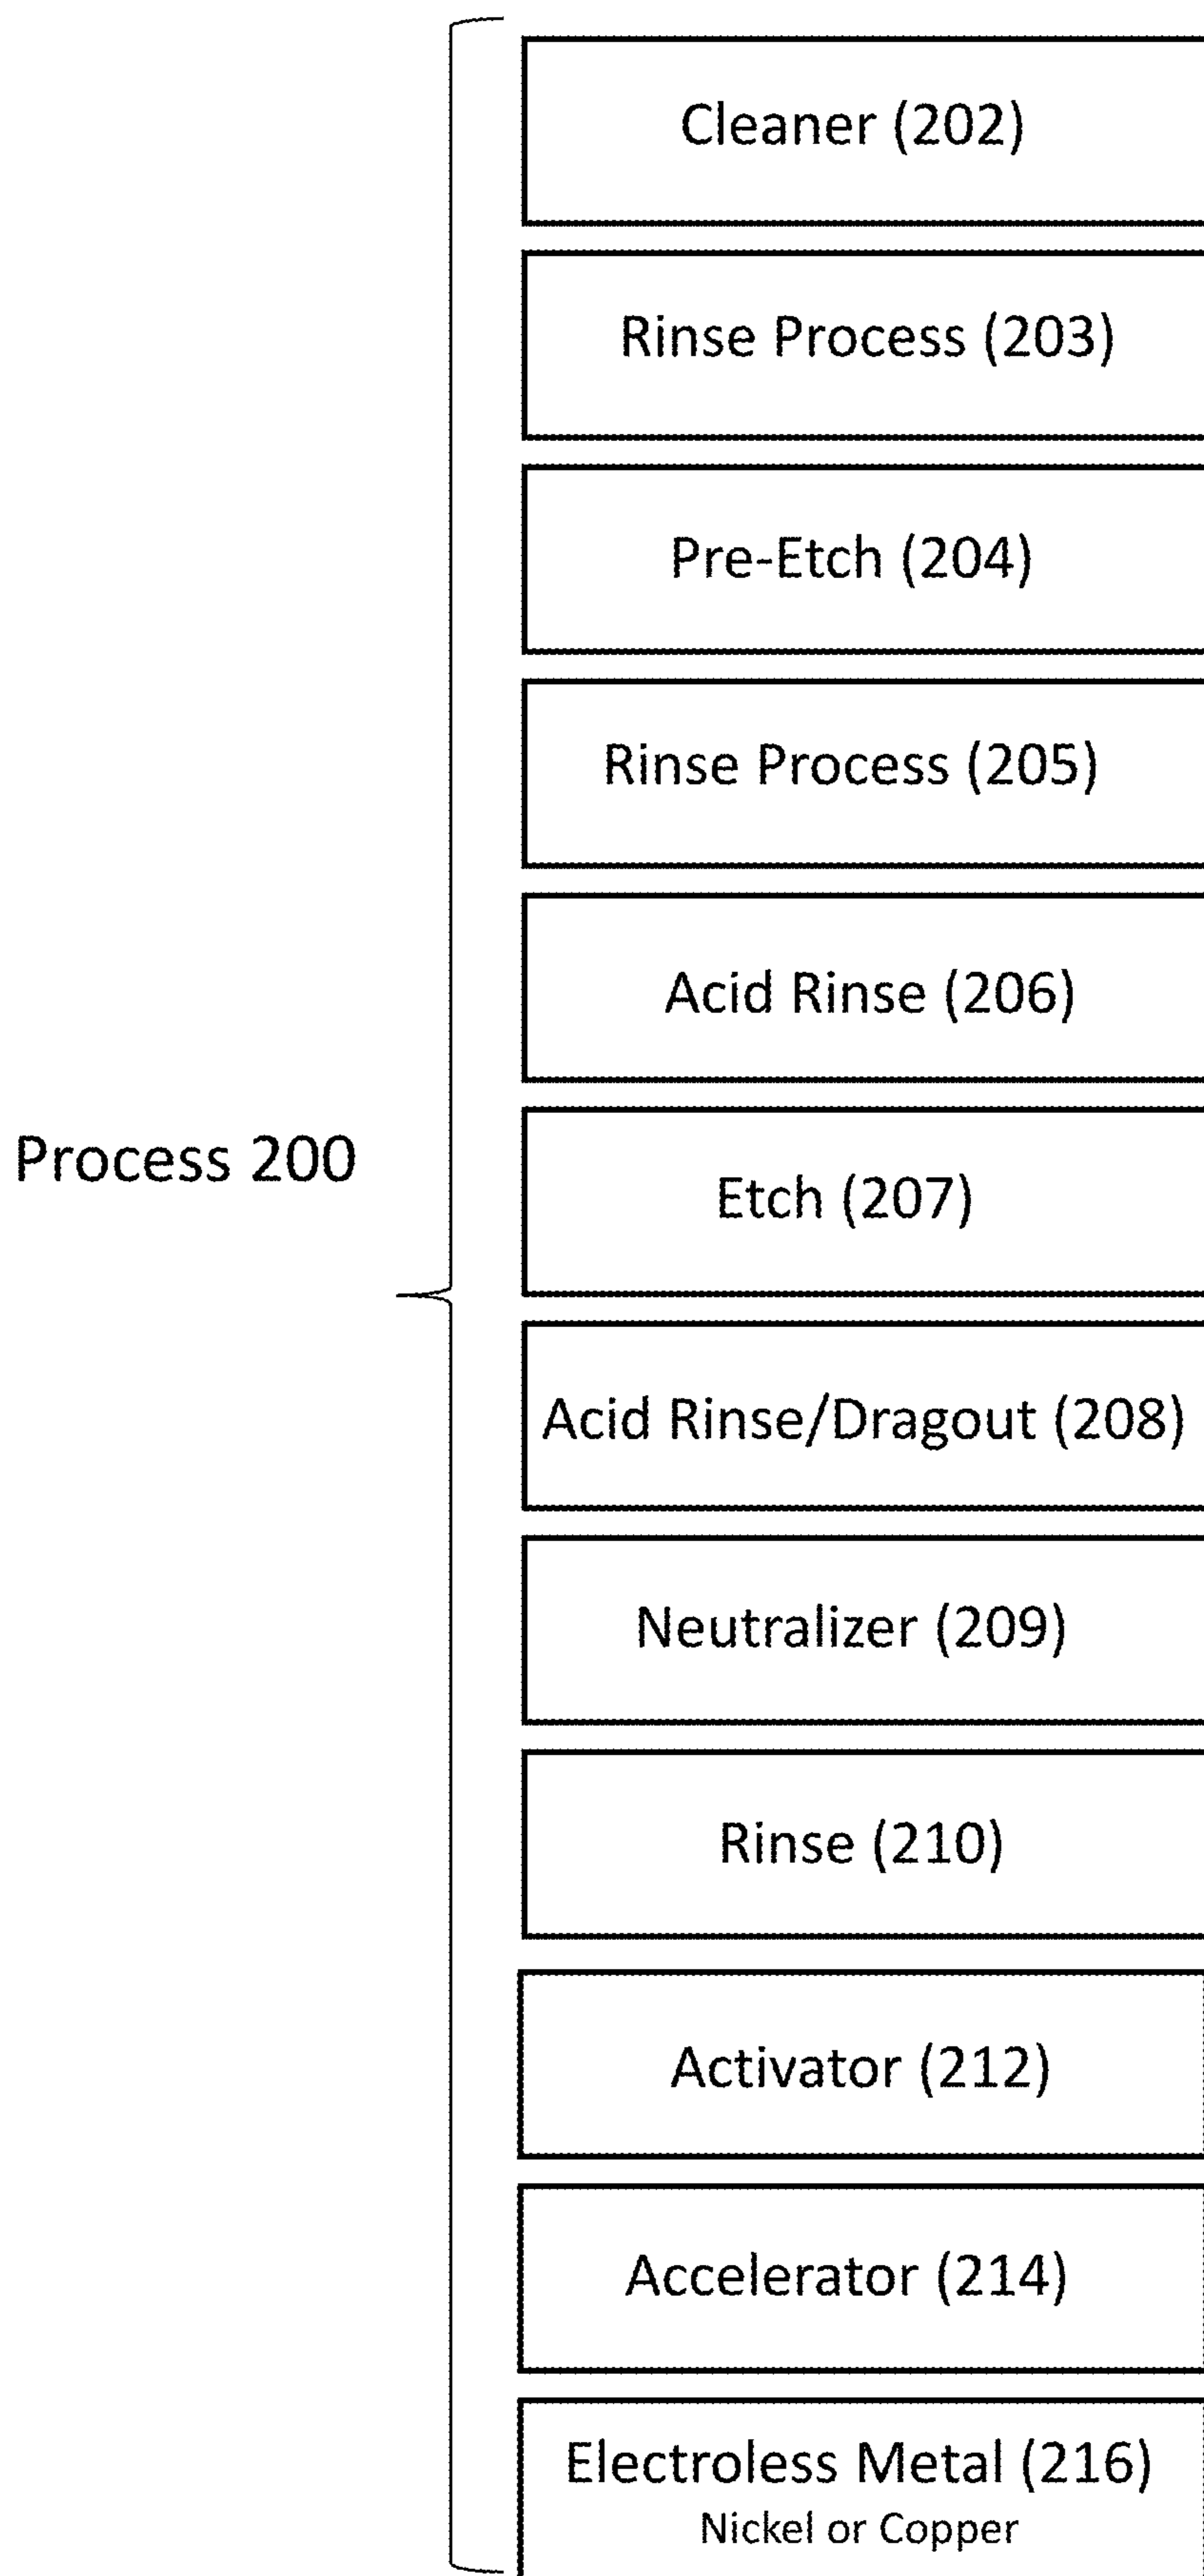 Cleaner (202)
Rinse Process (203)
Pre-Etch (204)
Rinse Process (205)
Acid Rinse (206)
Process 200
Etch (207)
Acid Rinse/Dragout (208)
Neutralizer (209)
Rinse (210)
Activator (212)
Accelerator (214)
Electroless Metal (216)
Nickel or Copper